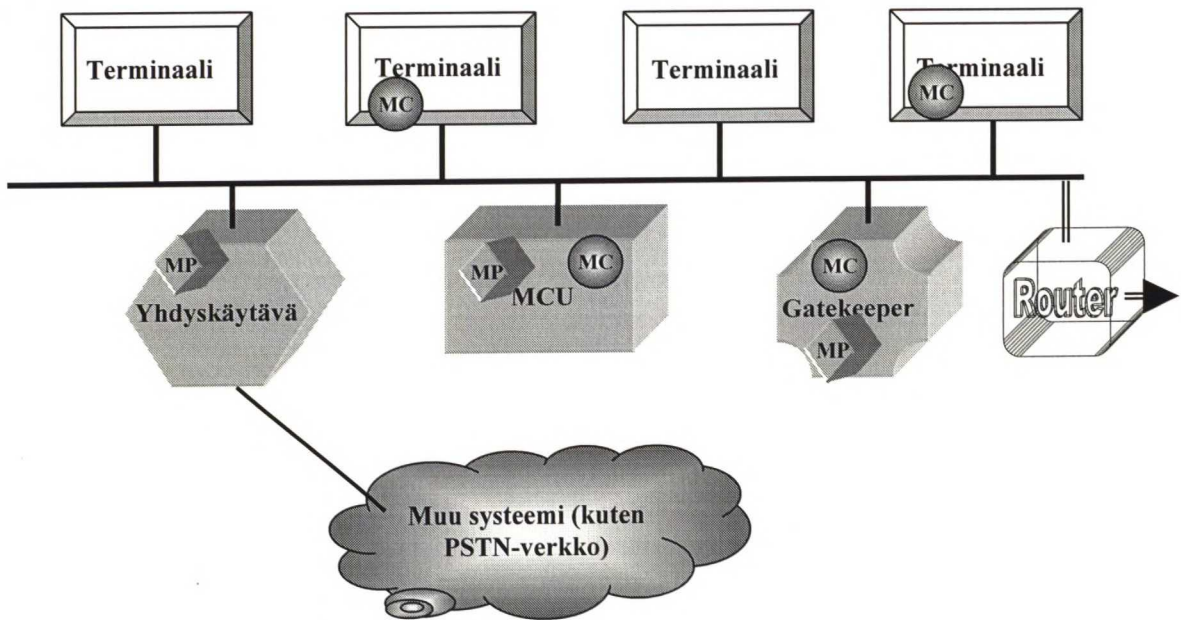 Terminaali
Terminaali
MC
Terminaali
Terminaali
MC
MP
Yhdyskäytävä
MP
MC
MCU
MC
Gatekeeper
MP
Router
Muu systeemi (kuten
PSTN-verkko)